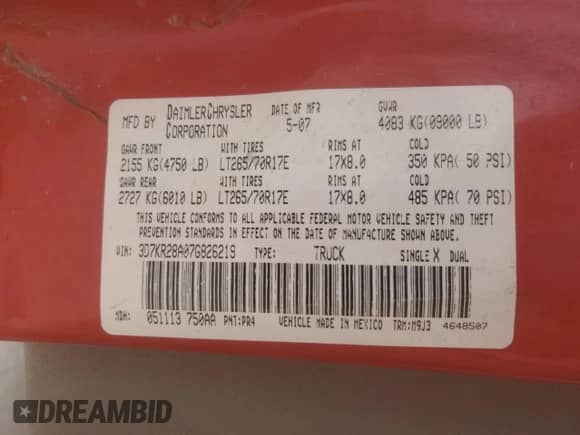 MFD BY DAIMLERCHRYSLER CORPORATION DATE OF MFR 5-07 GVWR 4083 KG(09000 LB)
GAWR FRONT WITH TIRES RIMS AT COLD
2155 KG(4750 LB) LT265/70R17E 17X8.0 350 KPA( 50 PSI)
GAWR REAR WITH TIRES RIMS AT COLD
2727 KG(6010 LB) LT265/70R17E 17X8.0 485 KPA( 70 PSI)
THIS VEHICLE CONFORMS TO ALL APPLICABLE FEDERAL MOTOR VEHICLE SAFETY AND THEFT
PREVENTION STANDARDS IN EFFECT ON THE DATE OF MANUFACTURE SHOWN ABOVE.
VIN: 3D7KR28A07G826219 TYPE: TRUCK SINGLE X DUAL
MDH: 051113 750AA PNT:PR4 VEHICLE MADE IN MEXICO TRM:M9J3 4648507
DREAMBID